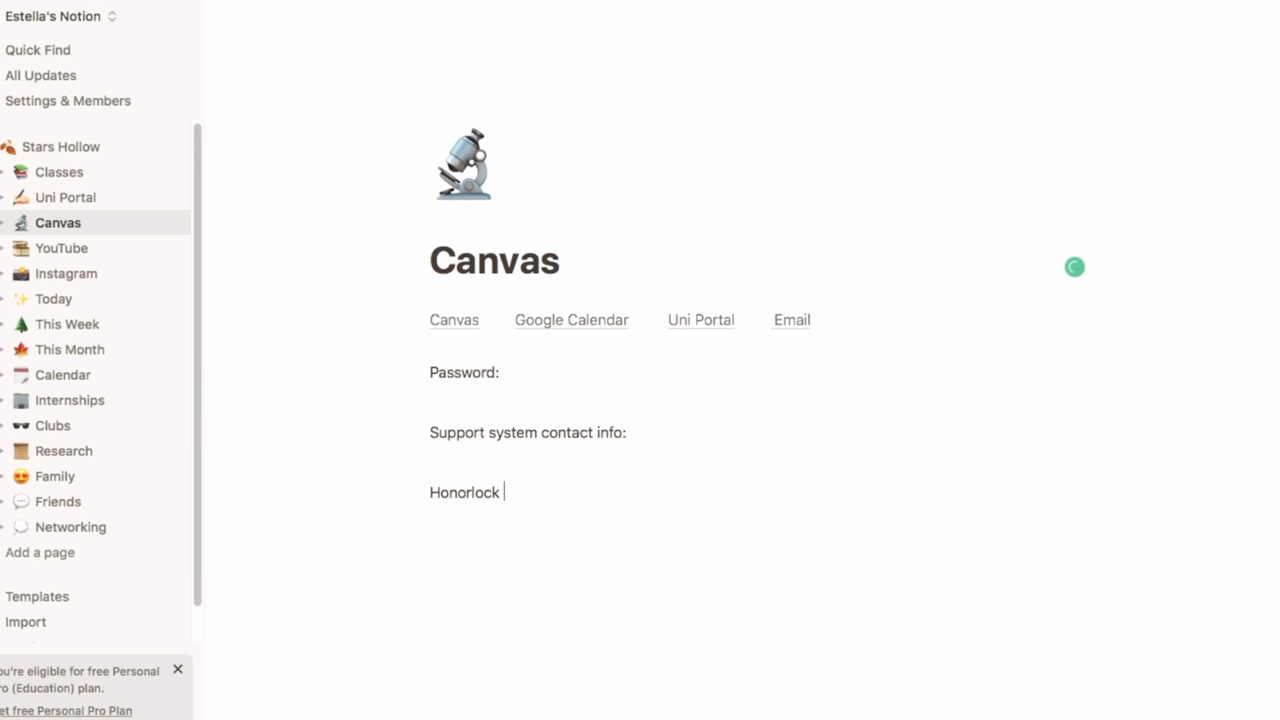 Estella's Notion
Quick Find
All Updates
Settings & Members
Stars Hollow
Classes
Uni Portal
Canvas
YouTube
Instagram
Today
This Week
This Month
Calendar
Internships
Clubs
Research
Family
Friends
Networking
Add a page
Templates
Import
ou're eligible for free Personal
ro (Education) plan.
et free Personal Pro Plan
Canvas
Canvas Google Calendar Uni Portal Email
Password:
Support system contact info:
Honorlock